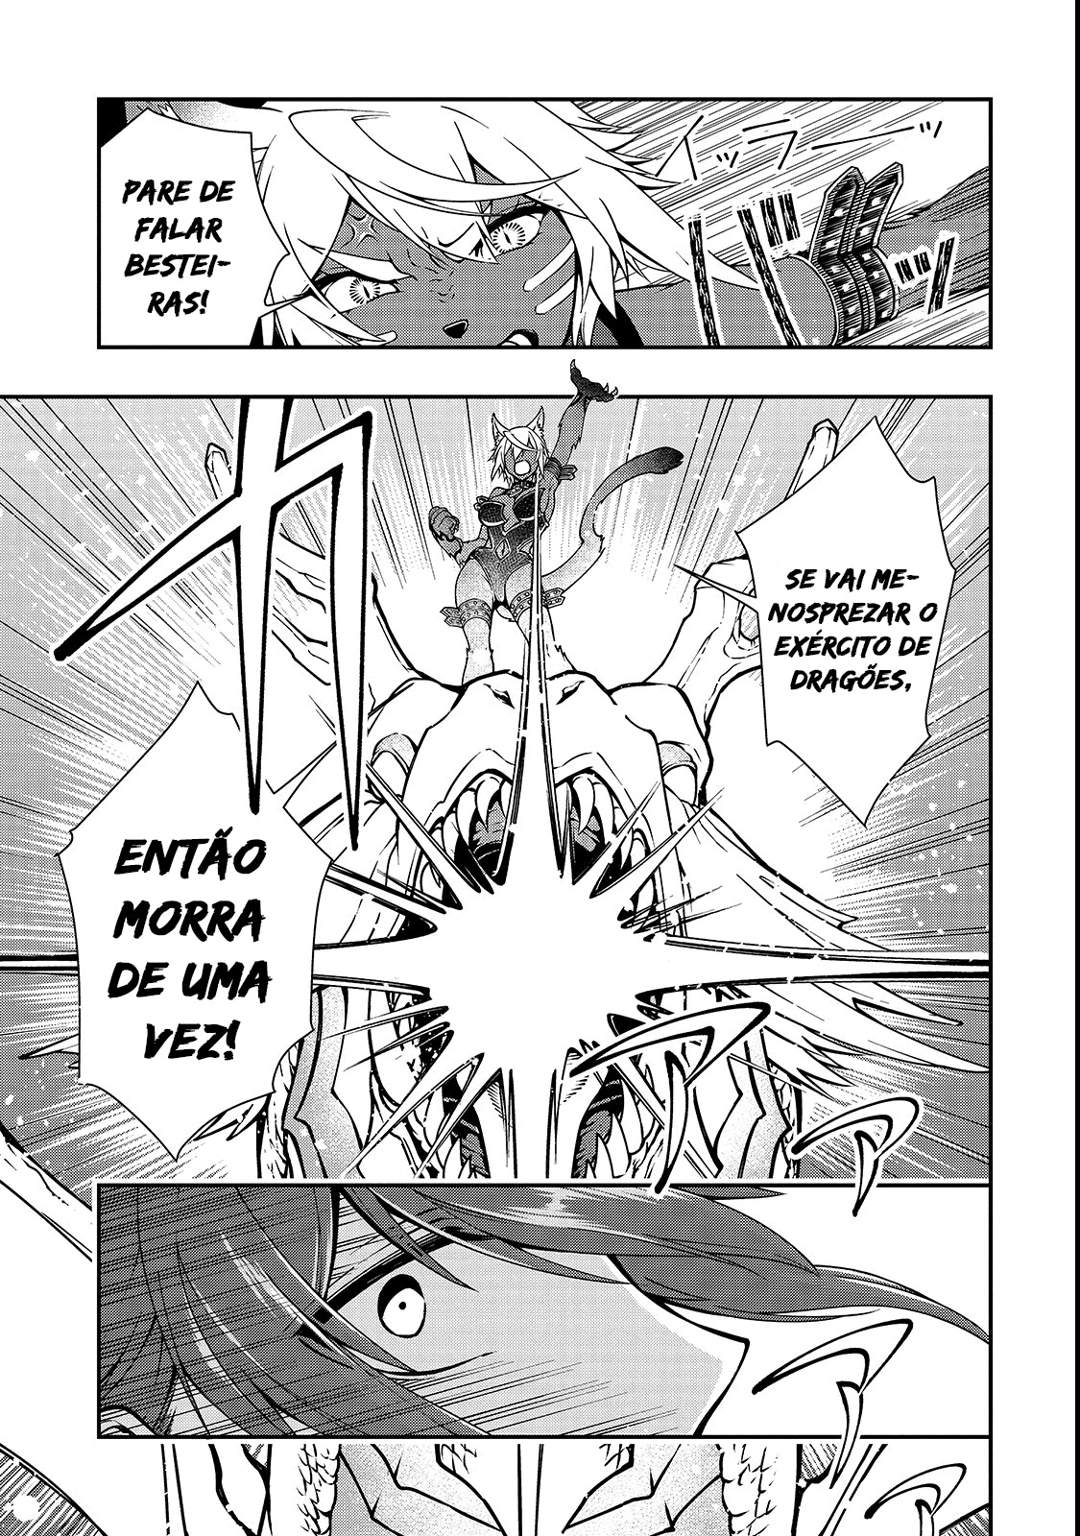 PARE DE
FALAR
BESTEI-
RAS!
SE VAI ME-
NOSPREZAR O
EXÉRCITO DE
DRAGÕES,
ENTÃO
MORRA
DE UMA
VEZ!